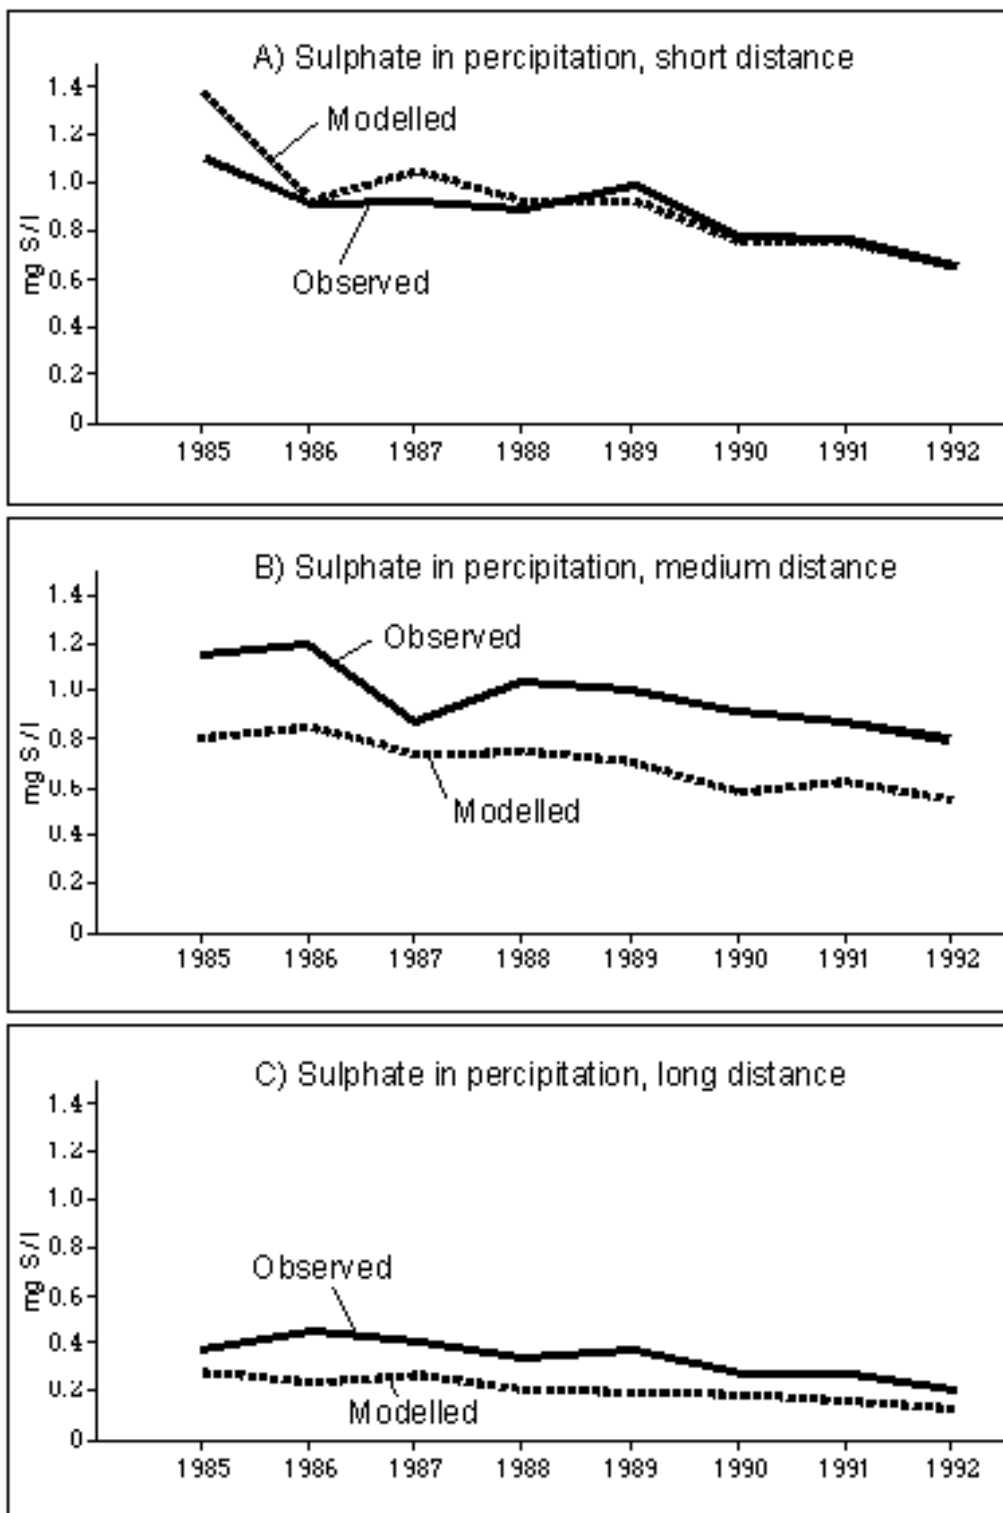 A) Sulphate in percipitation, short distance
mg S/l
1.4
1.2
1.0
0.8
0.6
0.4
0.2
0
Modelled
Observed
1985 1986 1987 1988 1989 1990 1991 1992
B) Sulphate in percipitation, medium distance
mg S/l
1.4
1.2
1.0
0.8
0.6
0.4
0.2
0
Observed
Modelled
1985 1986 1987 1988 1989 1990 1991 1992
C) Sulphate in percipitation, long distance
mg S/l
1.4
1.2
1.0
0.8
0.6
0.4
0.2
0
Observed
Modelled
1985 1986 1987 1988 1989 1990 1991 1992